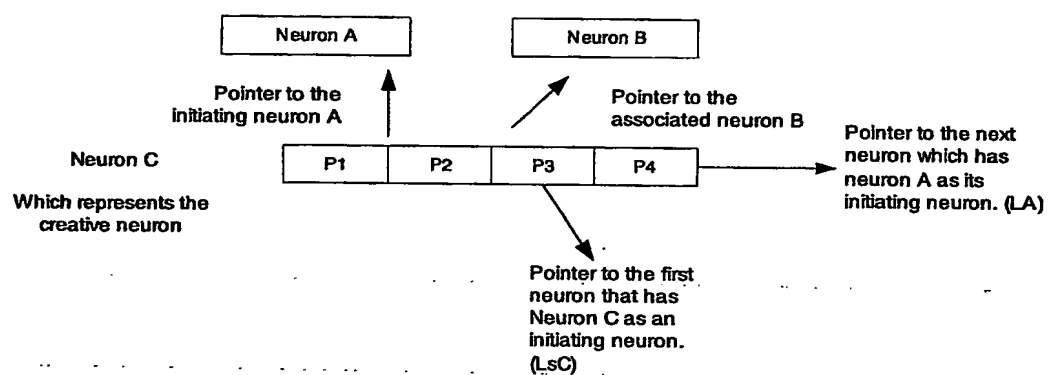 Neuron A
Neuron B
Pointer to the
initiating neuron A
Pointer to the
associated neuron B
Pointer to the next
neuron which has
neuron A as its
initiating neuron. (LA)
Neuron C
P1 P2 P3 P4
Which represents the
creative neuron
Pointer to the first
neuron that has
Neuron C as an
initiating neuron.
(LsC)